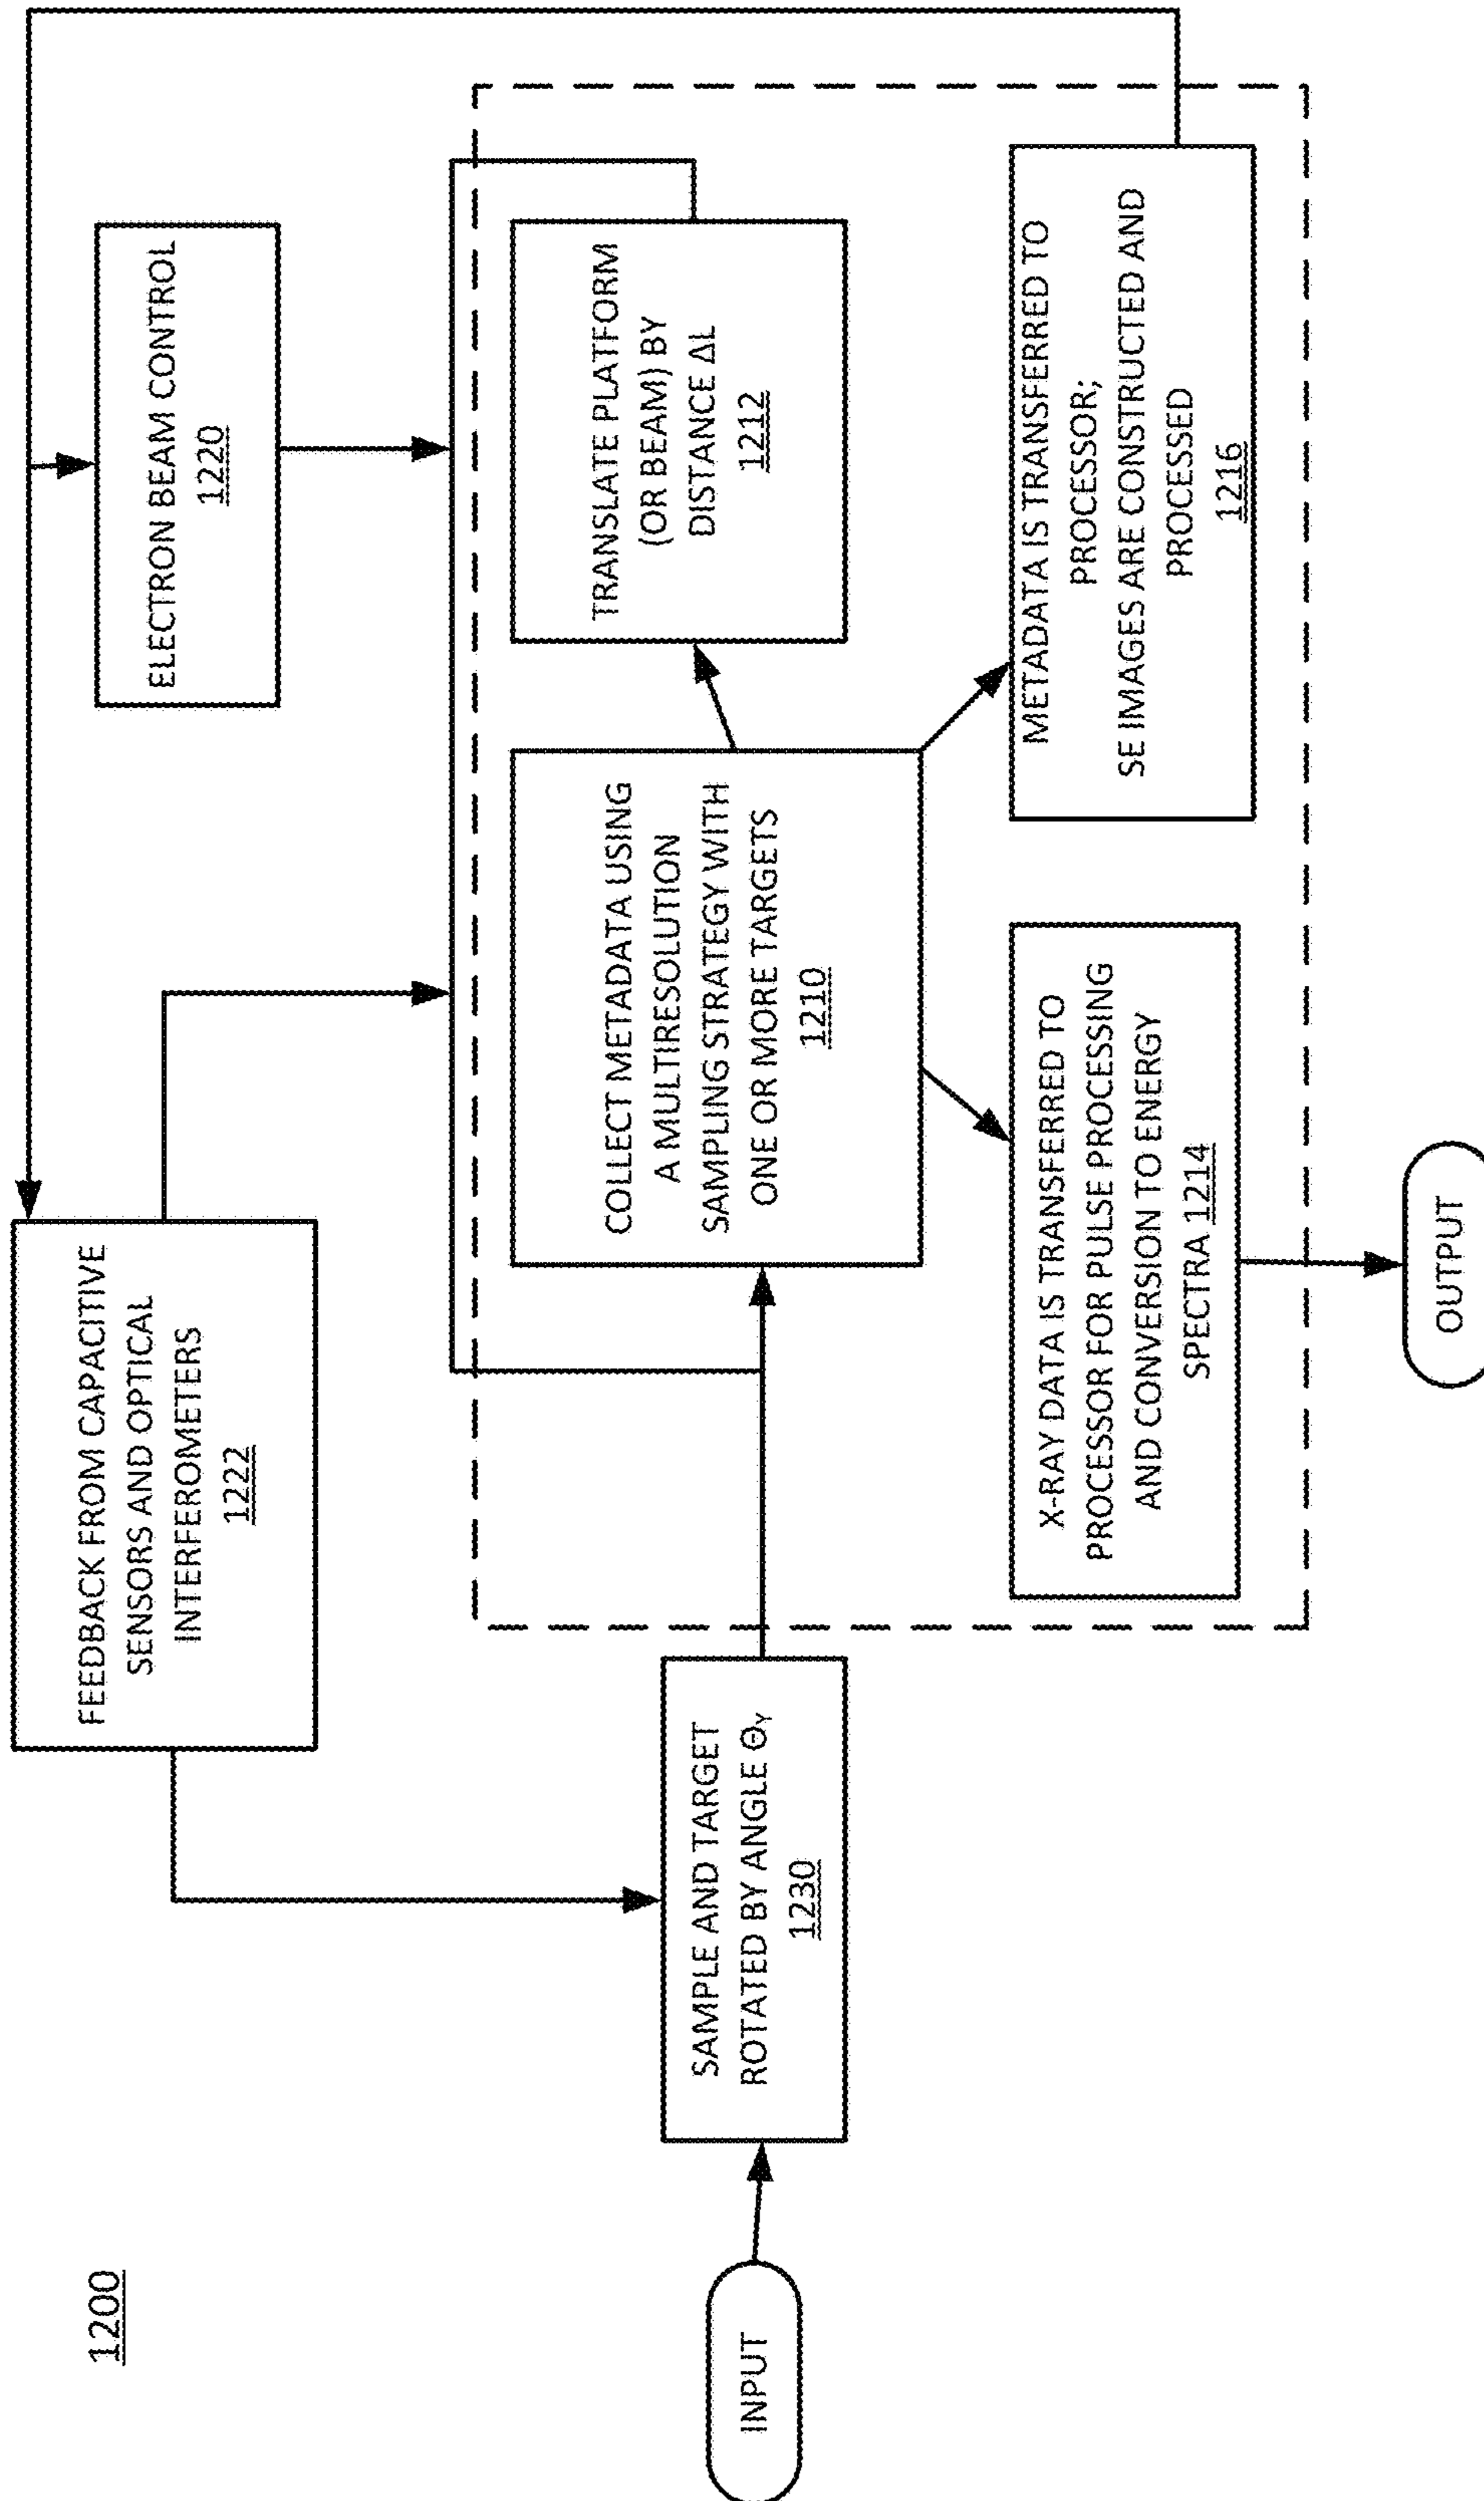 1200
FEEDBACK FROM CAPACITIVE
SENSORS AND OPTICAL
INTERFEROMETERS
1222
ELECTRON BEAM CONTROL
1220
INPUT
SAMPLE AND TARGET
ROTATED BY ANGLE ΘY
1230
COLLECT METADATA USING
A MULTIRESOLUTION
SAMPLING STRATEGY WITH
ONE OR MORE TARGETS
1210
TRANSLATE PLATFORM
(OR BEAM) BY
DISTANCE ΔL
1212
X-RAY DATA IS TRANSFERRED TO
PROCESSOR FOR PULSE PROCESSING
AND CONVERSION TO ENERGY
SPECTRA 1214
METADATA IS TRANSFERRED TO
PROCESSOR;
SE IMAGES ARE CONSTRUCTED AND
PROCESSED
1216
OUTPUT